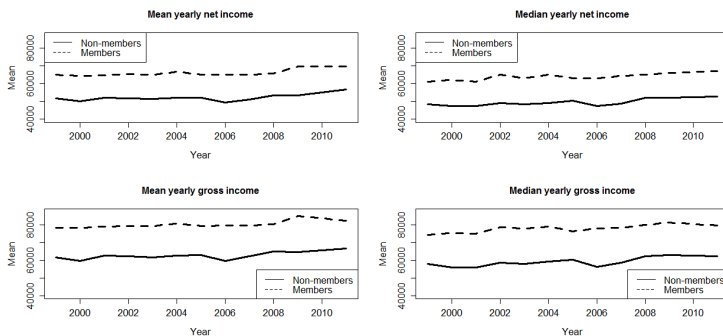 Mean yearly net income
Non-members
Members
Mean
40000 60000 80000
2000 2002 2004 2006 2008 2010
Year
Median yearly net income
Non-members
Members
Mean
40000 60000 80000
2000 2002 2004 2006 2008 2010
Year
Mean yearly gross income
Non-members
Members
Mean
40000 60000 80000
2000 2002 2004 2006 2008 2010
Year
Median yearly gross income
Non-members
Members
Mean
40000 60000 80000
2000 2002 2004 2006 2008 2010
Year